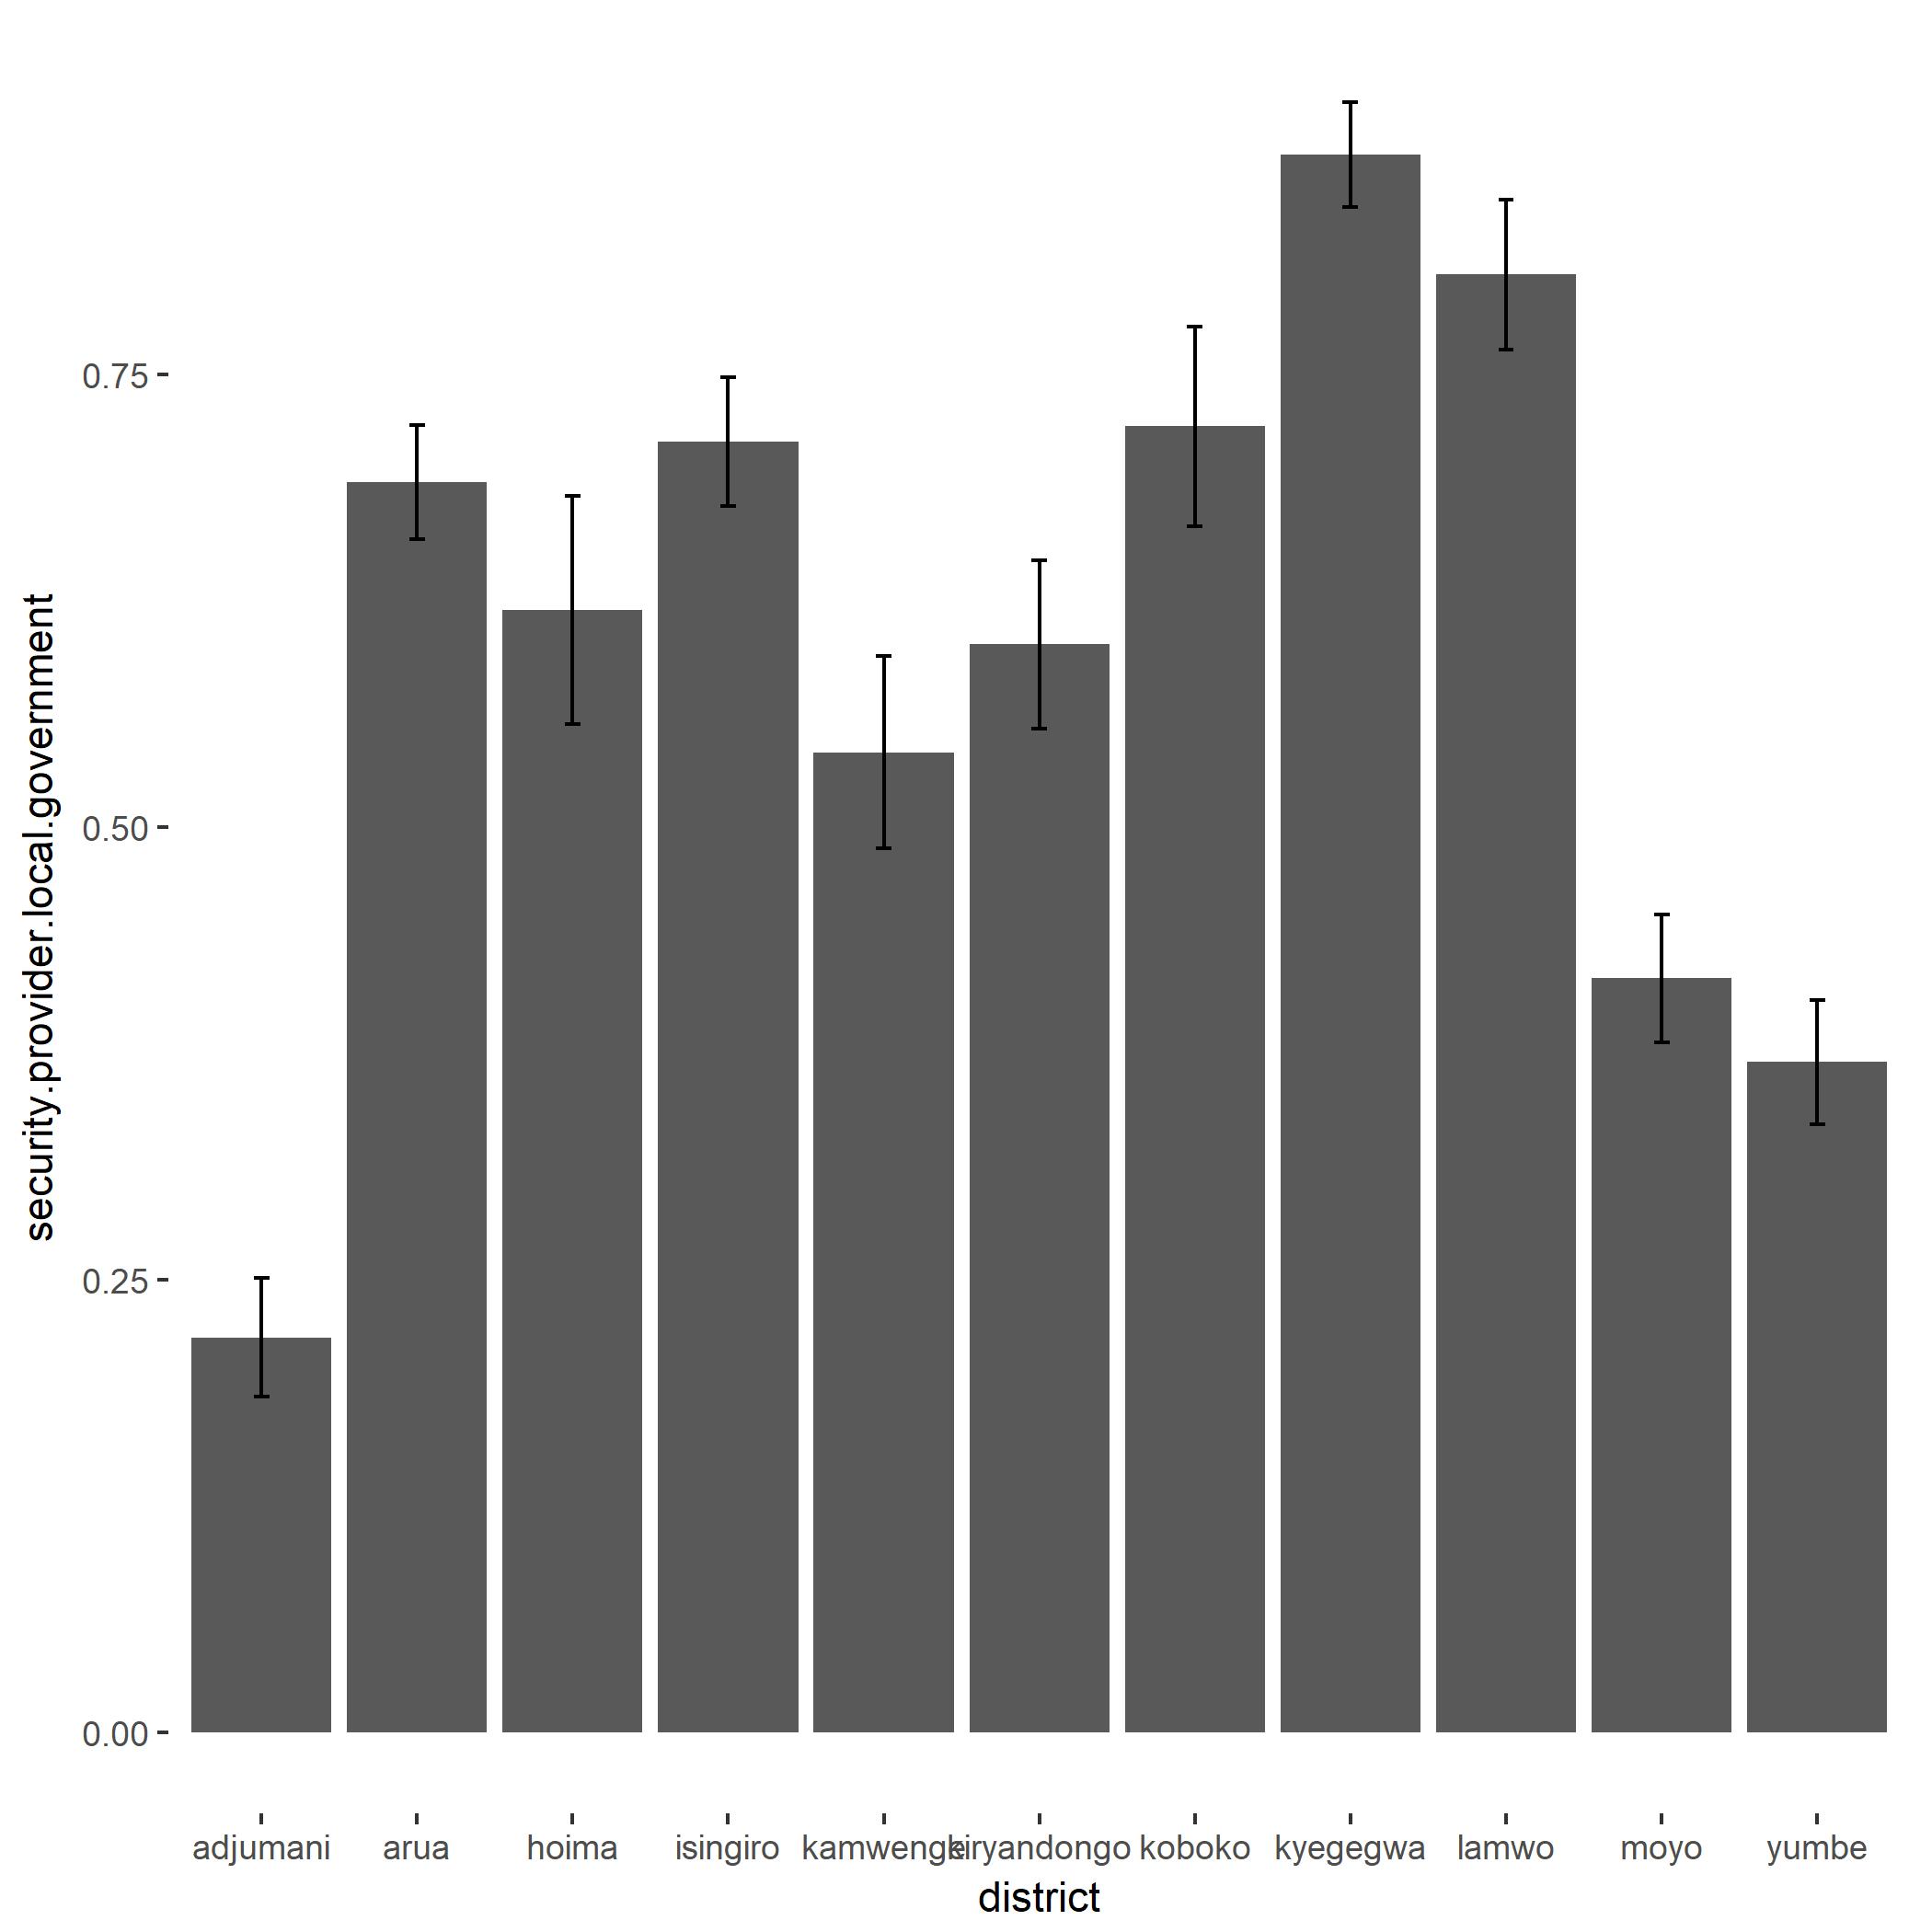 security.provider.local.government
0.75
0.50
0.25
0.00
adjumani arua hoima isingiro kamwenge kiryandongo koboko kyegegwa lamwo moyo yumbe
district